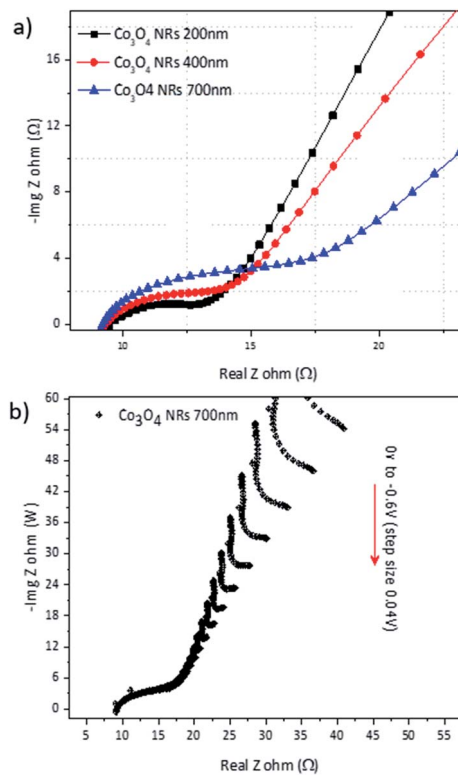 a)
Co₃O₄ NRs 200nm
Co₃O₄ NRs 400nm
Co₃O4 NRs 700nm
-Img Z ohm (Ω)
18
12
8
4
0
10
15
20
Real Z ohm (Ω)
b)
Co₃O₄ NRs 700nm
-Img Z ohm (W)
60
54
48
42
36
30
24
18
12
6
0
0Y to -0.6V (step size 0.04V)
5
10
15
20
25
30
35
40
45
50
55
Real Z ohm (Ω)